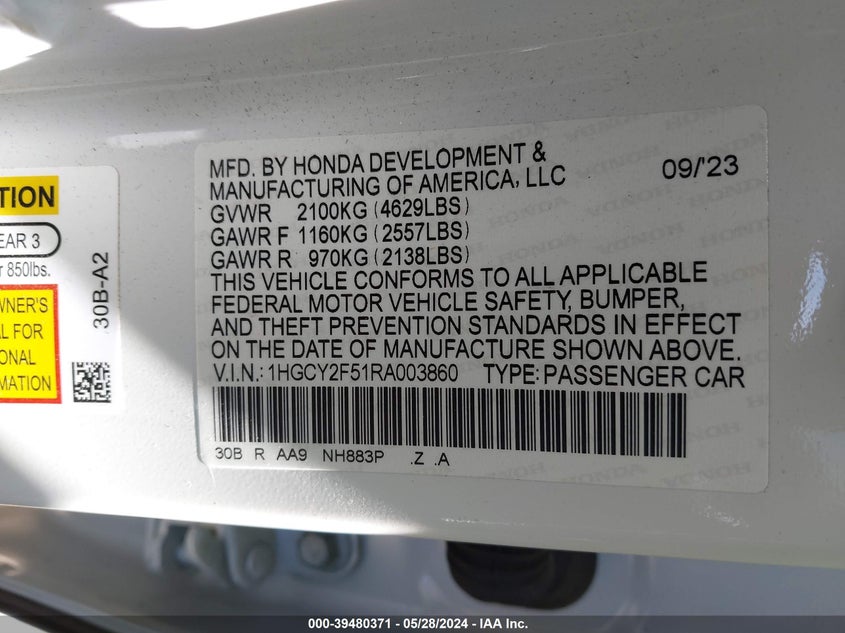 TION
EAR 3
r 850lbs.
WNER'S
AL FOR
ONAL
MATION
30B-A2
MFD. BY HONDA DEVELOPMENT &
MANUFACTURING OF AMERICA, LLC 09/23
GVWR 2100KG (4629LBS)
GAWR F 1160KG (2557LBS)
GAWR R 970KG (2138LBS)
THIS VEHICLE CONFORMS TO ALL APPLICABLE
FEDERAL MOTOR VEHICLE SAFETY, BUMPER,
AND THEFT PREVENTION STANDARDS IN EFFECT
ON THE DATE OF MANUFACTURE SHOWN ABOVE.
V.I.N.: 1HGCY2F51RA003860 TYPE: PASSENGER CAR
30B R AA9 NH883P .Z .A
000-39480371 - 05/28/2024 - IAA Inc.